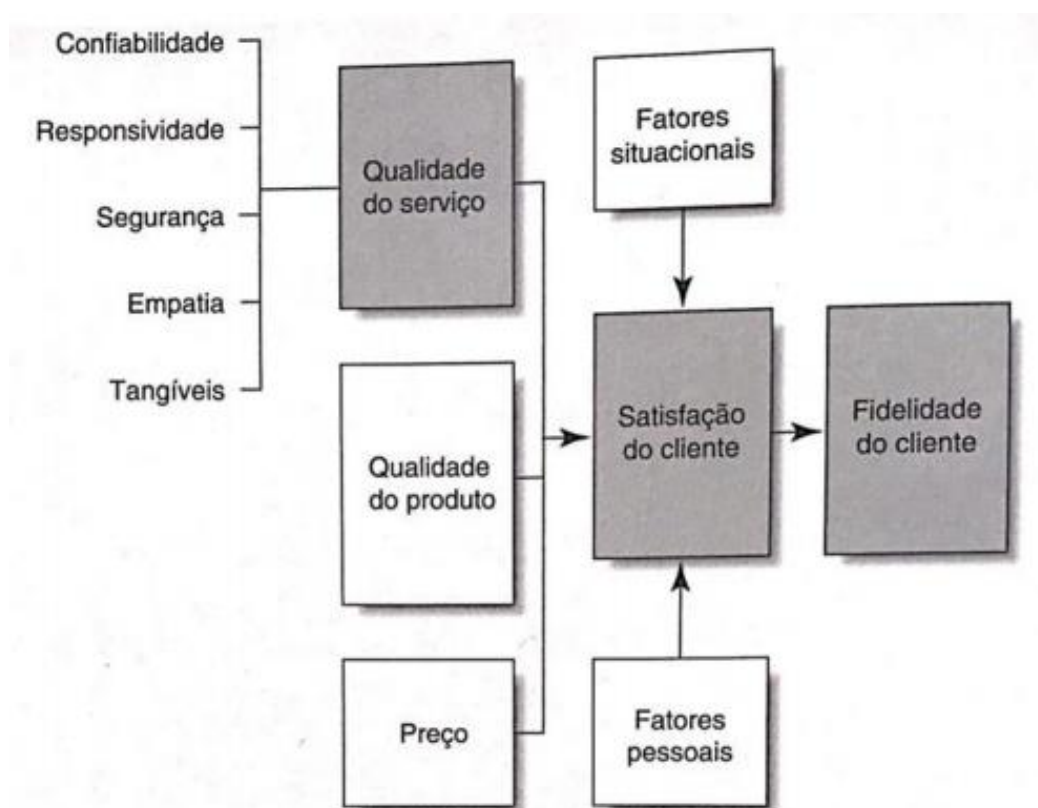 Confiabilidade
Responsividade
Segurança
Empatia
Tangíveis
Qualidade
do serviço
Qualidade
do produto
Preço
Fatores
situacionais
Satisfação
do cliente
Fatores
pessoais
Fidelidade
do cliente